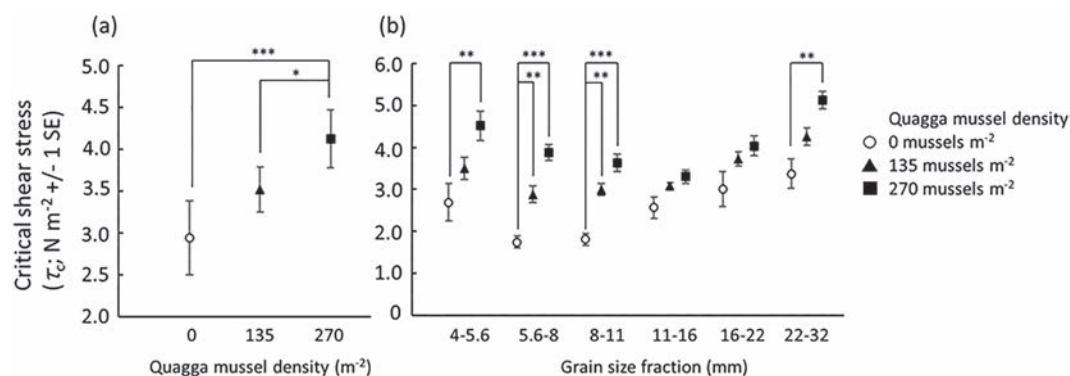 (a)
(b)
Critical shear stress
(τc; N m⁻² +/- 1 SE)
5.0
4.5
4.0
3.5
3.0
2.5
2.0
***
*
0 135 270
Quagga mussel density (m⁻²)
6.0
5.0
4.0
3.0
2.0
1.0
0
**
***
**
***
**
**
4-5.6 5.6-8 8-11 11-16 16-22 22-32
Grain size fraction (mm)
Quagga mussel density
0 mussels m⁻²
135 mussels m⁻²
270 mussels m⁻²